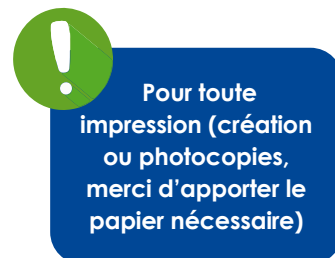 Pour toute
impression (création
ou photocopies,
merci d'apporter le
papier nécessaire)